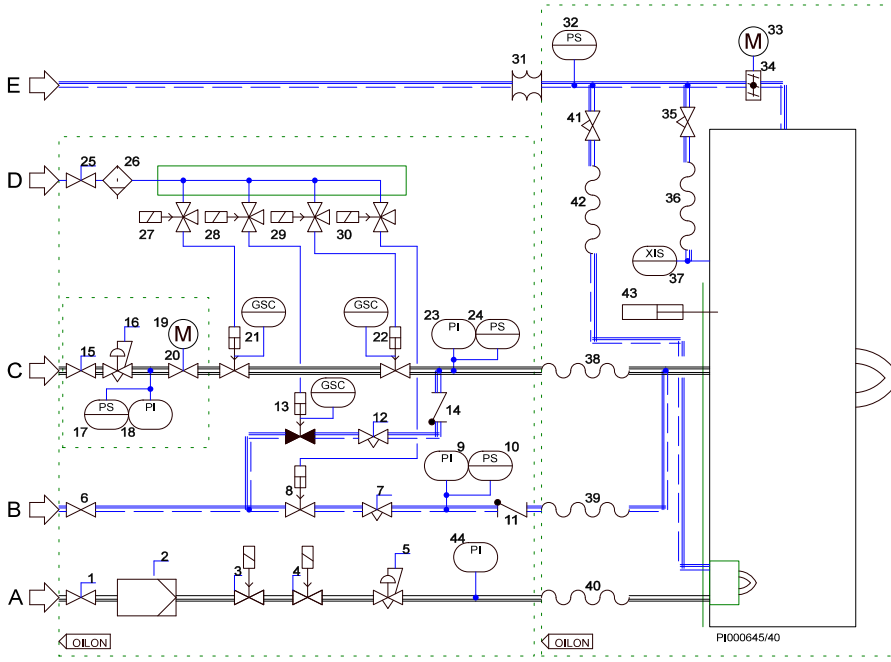 32
PS
33
M
31
34
E
41
35
25
26
D
42
36
27
28
29
30
XIS
37
GSC
GSC
43
16
19
M
21
22
23
24
PI
PS
15
20
C
38
GSC
PS
PI
13
12
14
17
18
9
10
PI
PS
6
8
7
B
11
39
5
44
2
PI
1
3
4
A
40
OILON
OILON
PI000645/40